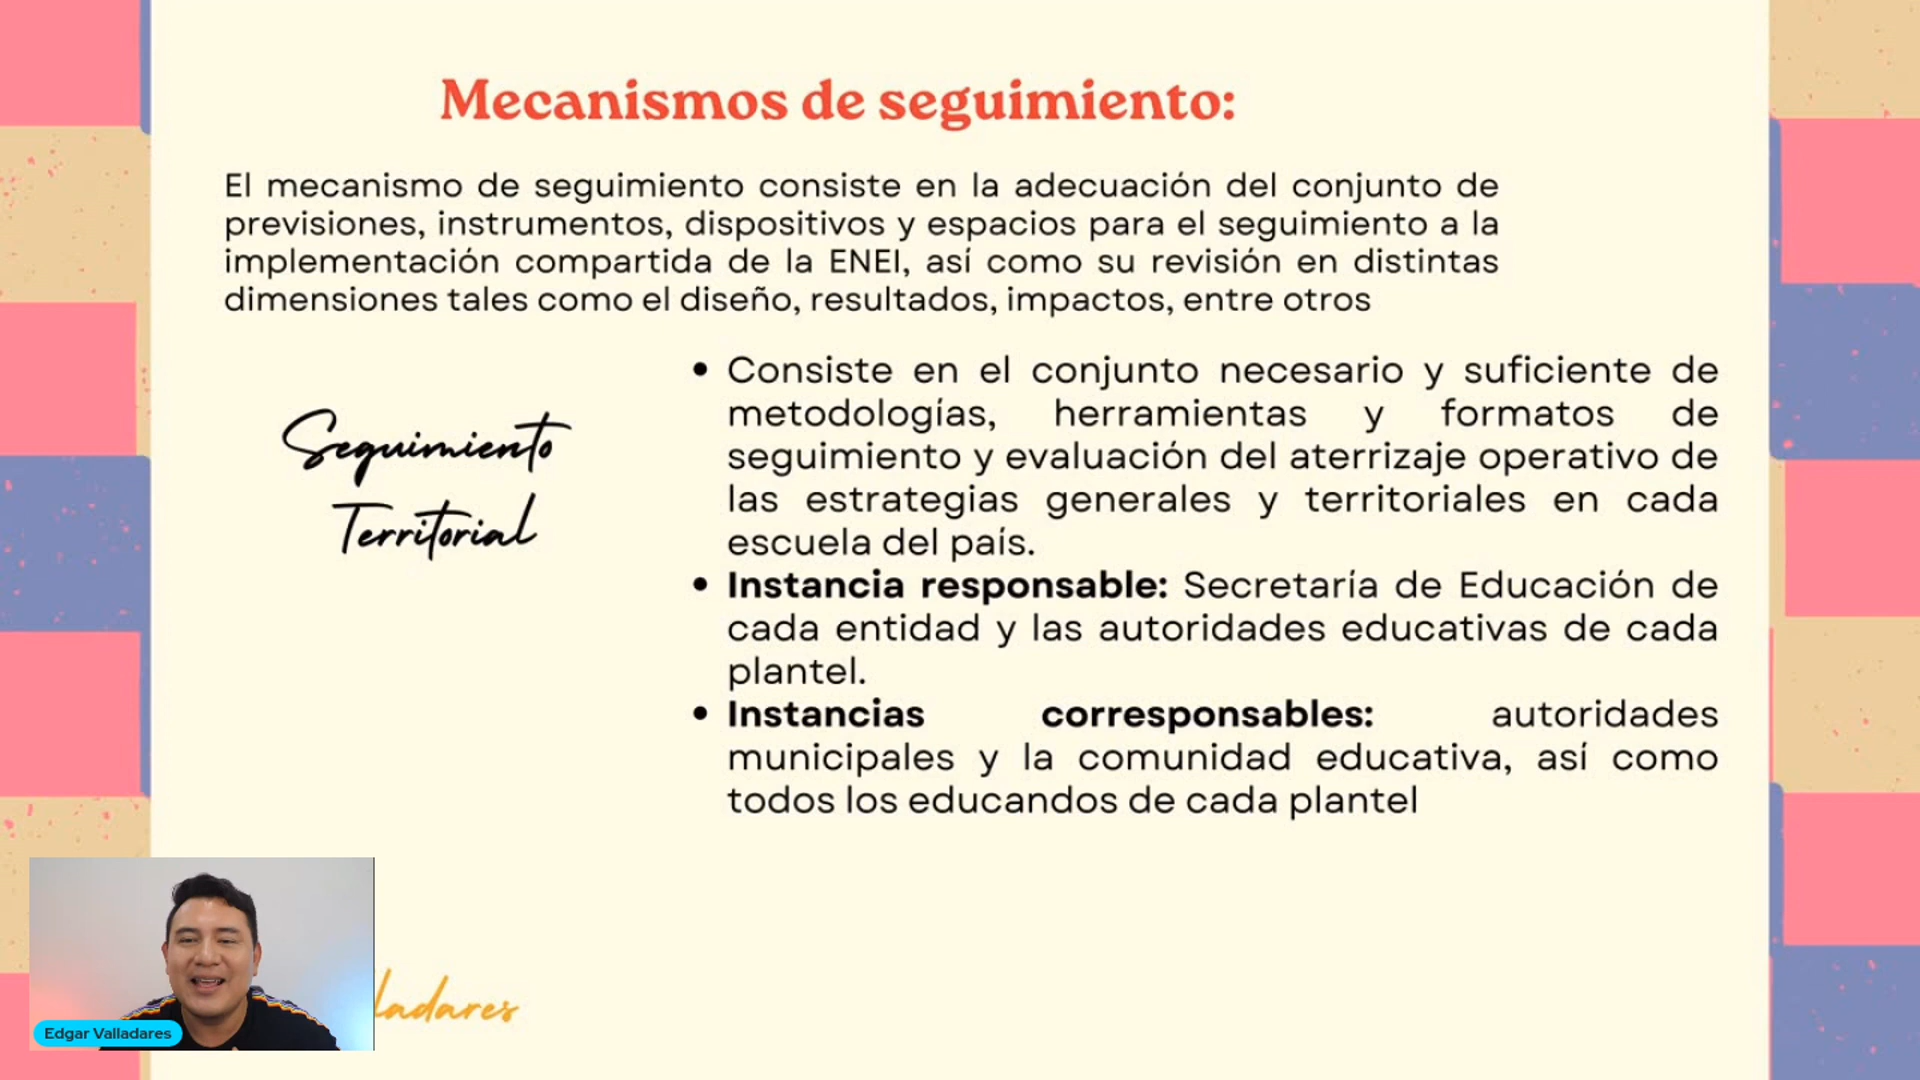 Mecanismos de seguimiento:
El mecanismo de seguimiento consiste en la adecuación del conjunto de
previsiones, instrumentos, dispositivos y espacios para el seguimiento a la
implementación compartida de la ENEI, así como su revisión en distintas
dimensiones tales como el diseño, resultados, impactos, entre otros
Seguimiento
Territorial
• Consiste en el conjunto necesario y suficiente de
metodologías, herramientas y formatos de
seguimiento y evaluación del aterrizaje operativo de
las estrategias generales y territoriales en cada
escuela del país.
• Instancia responsable: Secretaría de Educación de
cada entidad y las autoridades educativas de cada
plantel.
• Instancias corresponsables: autoridades
municipales y la comunidad educativa, así como
todos los educandos de cada plantel
Edgar Valladares